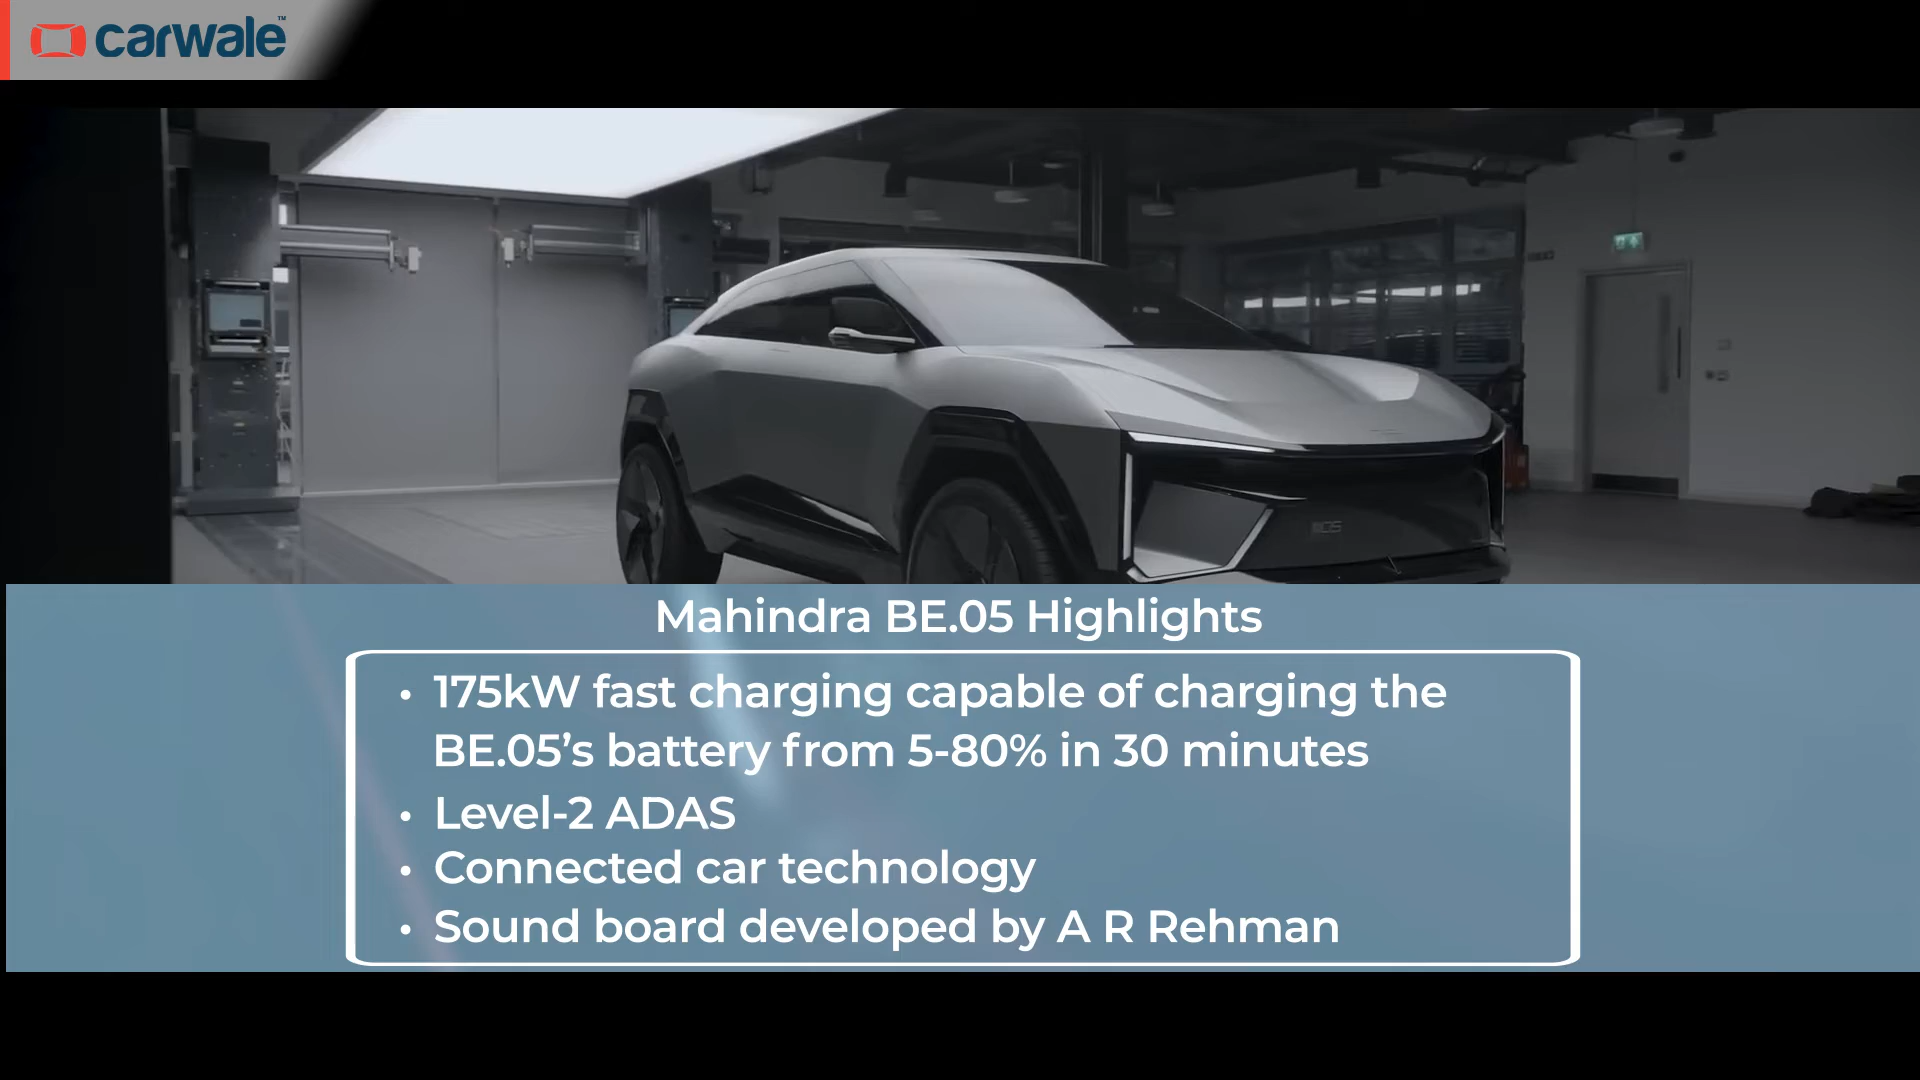 carwale™
Mahindra BE.05 Highlights
• 175kW fast charging capable of charging the
BE.05’s battery from 5-80% in 30 minutes
• Level-2 ADAS
• Connected car technology
• Sound board developed by A R Rehman